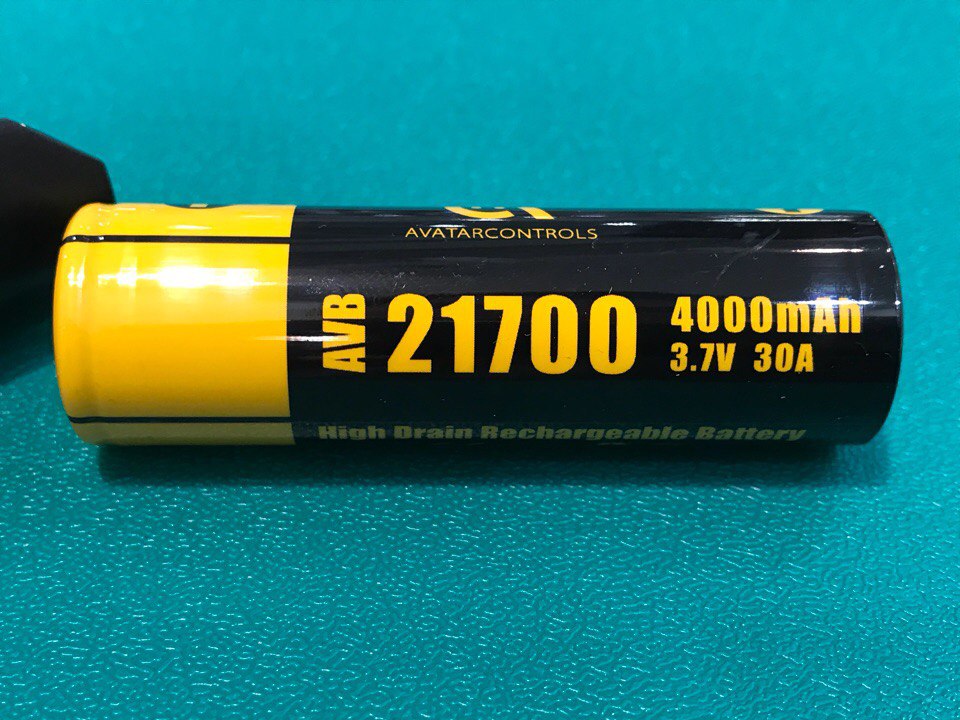 AVATARCONTROLS
AVB 21700
4000mAh
3.7V 30A
High Drain Rechargeable Battery